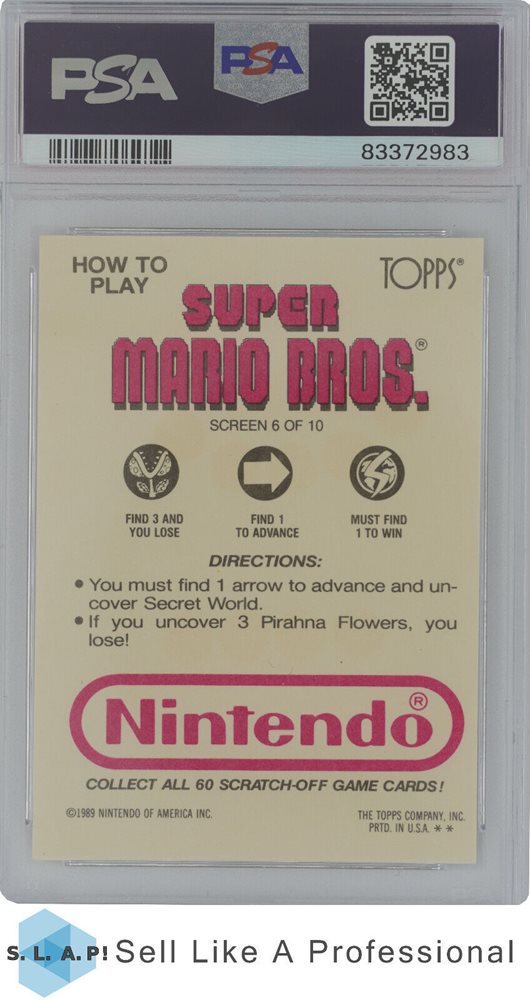 PSA
PSA
83372983
HOW TO
PLAY
TOPPS®
SUPER
MARIO BROS.®
SCREEN 6 OF 10
FIND 3 AND
YOU LOSE
FIND 1
TO ADVANCE
MUST FIND
1 TO WIN
DIRECTIONS:
• You must find 1 arrow to advance and un-
cover Secret World.
• If you uncover 3 Pirahna Flowers, you
lose!
Nintendo®
COLLECT ALL 60 SCRATCH-OFF GAME CARDS!
©1989 NINTENDO OF AMERICA INC.
THE TOPPS COMPANY, INC.
PRTD. IN U.S.A. * *
S. L. A. P! Sell Like A Professional